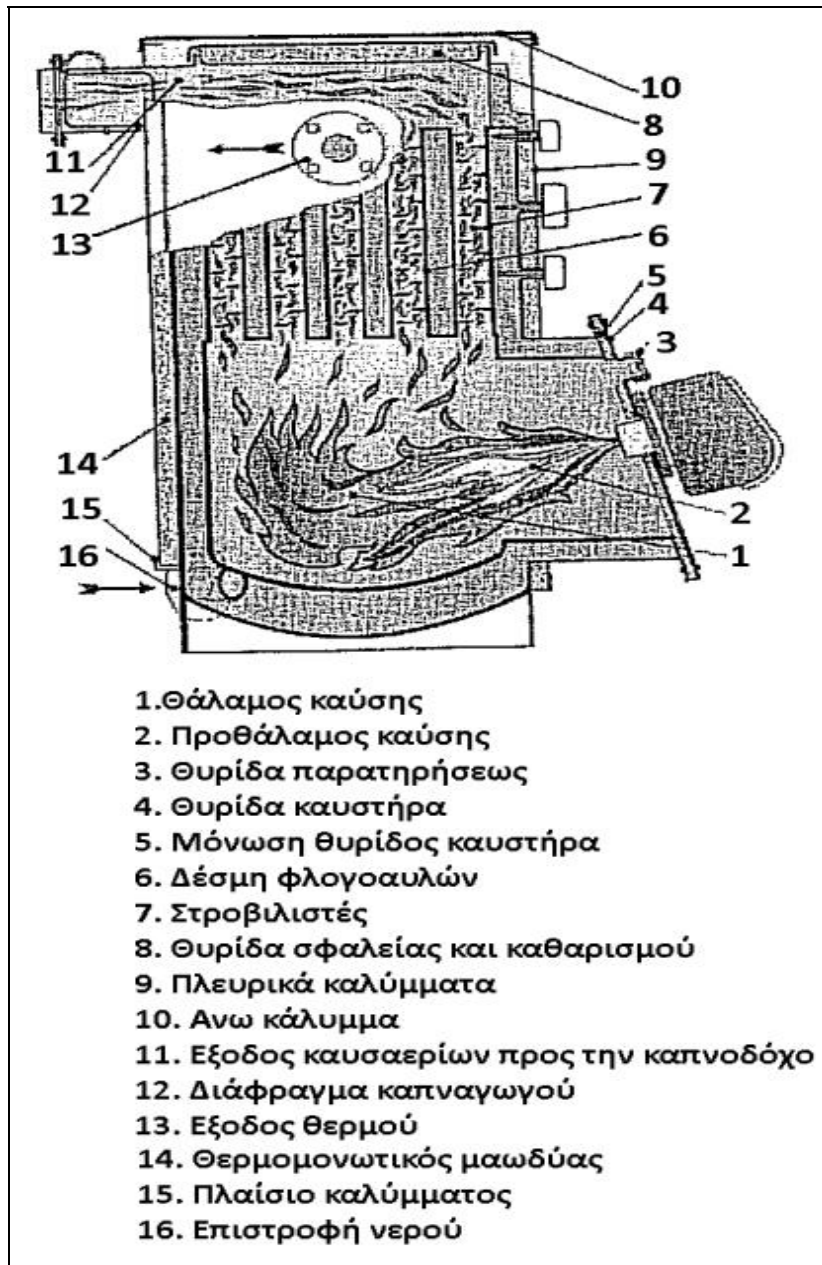 10
8
11
9
12
7
13
6
5
4
3
14
2
15
1
16
1.Θάλαμος καύσης
2. Προθάλαμος καύσης
3. Θυρίδα παρατηρήσεως
4. Θυρίδα καυστήρα
5. Μόνωση θυρίδος καυστήρα
6. Δέσμη φλογοαυλών
7. Στροβιλιστές
8. Θυρίδα σφαλείας και καθαρισμού
9. Πλευρικά καλύμματα
10. Ανω κάλυμμα
11. Εξοδος καυσαερίων προς την καπνοδόχο
12. Διάφραγμα καπναγωγού
13. Εξοδος θερμού
14. Θερμομονωτικός μαωδύας
15. Πλαίσιο καλύμματος
16. Επιστροφή νερού